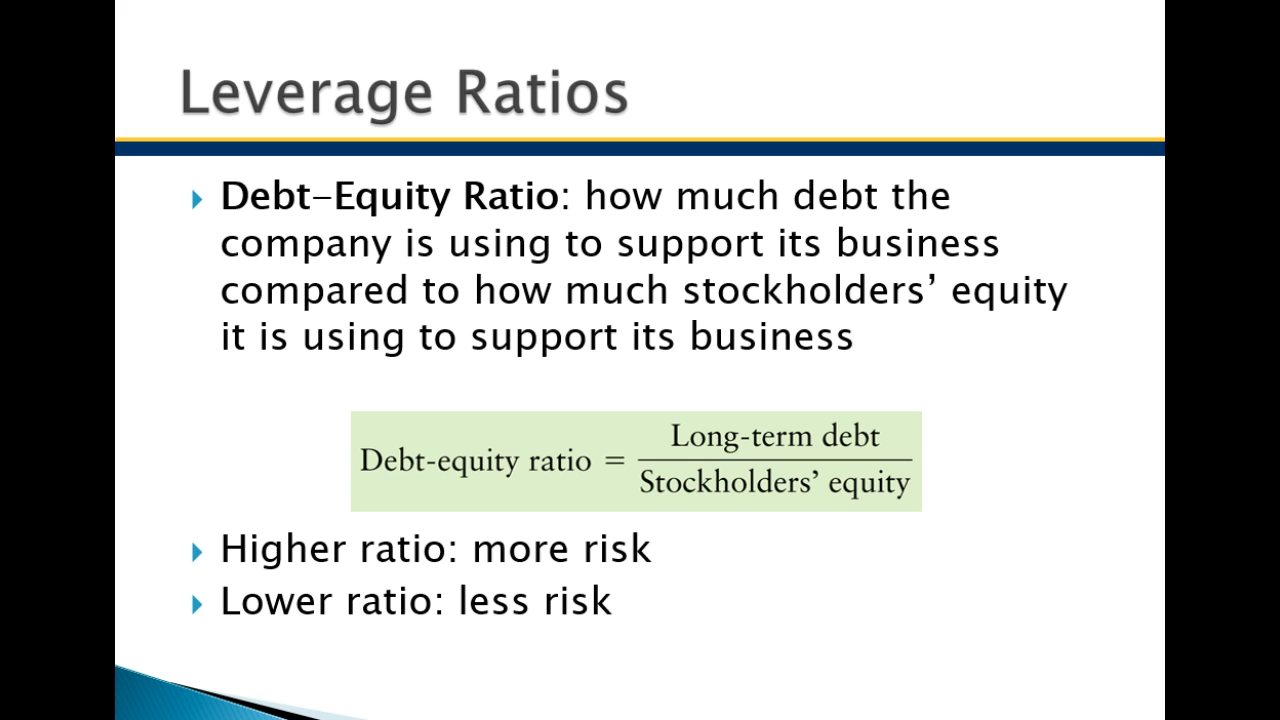 Leverage Ratios
Debt-Equity Ratio: how much debt the
company is using to support its business
compared to how much stockholders’ equity
it is using to support its business
Debt-equity ratio = Long-term debt
Stockholders’ equity
Higher ratio: more risk
Lower ratio: less risk